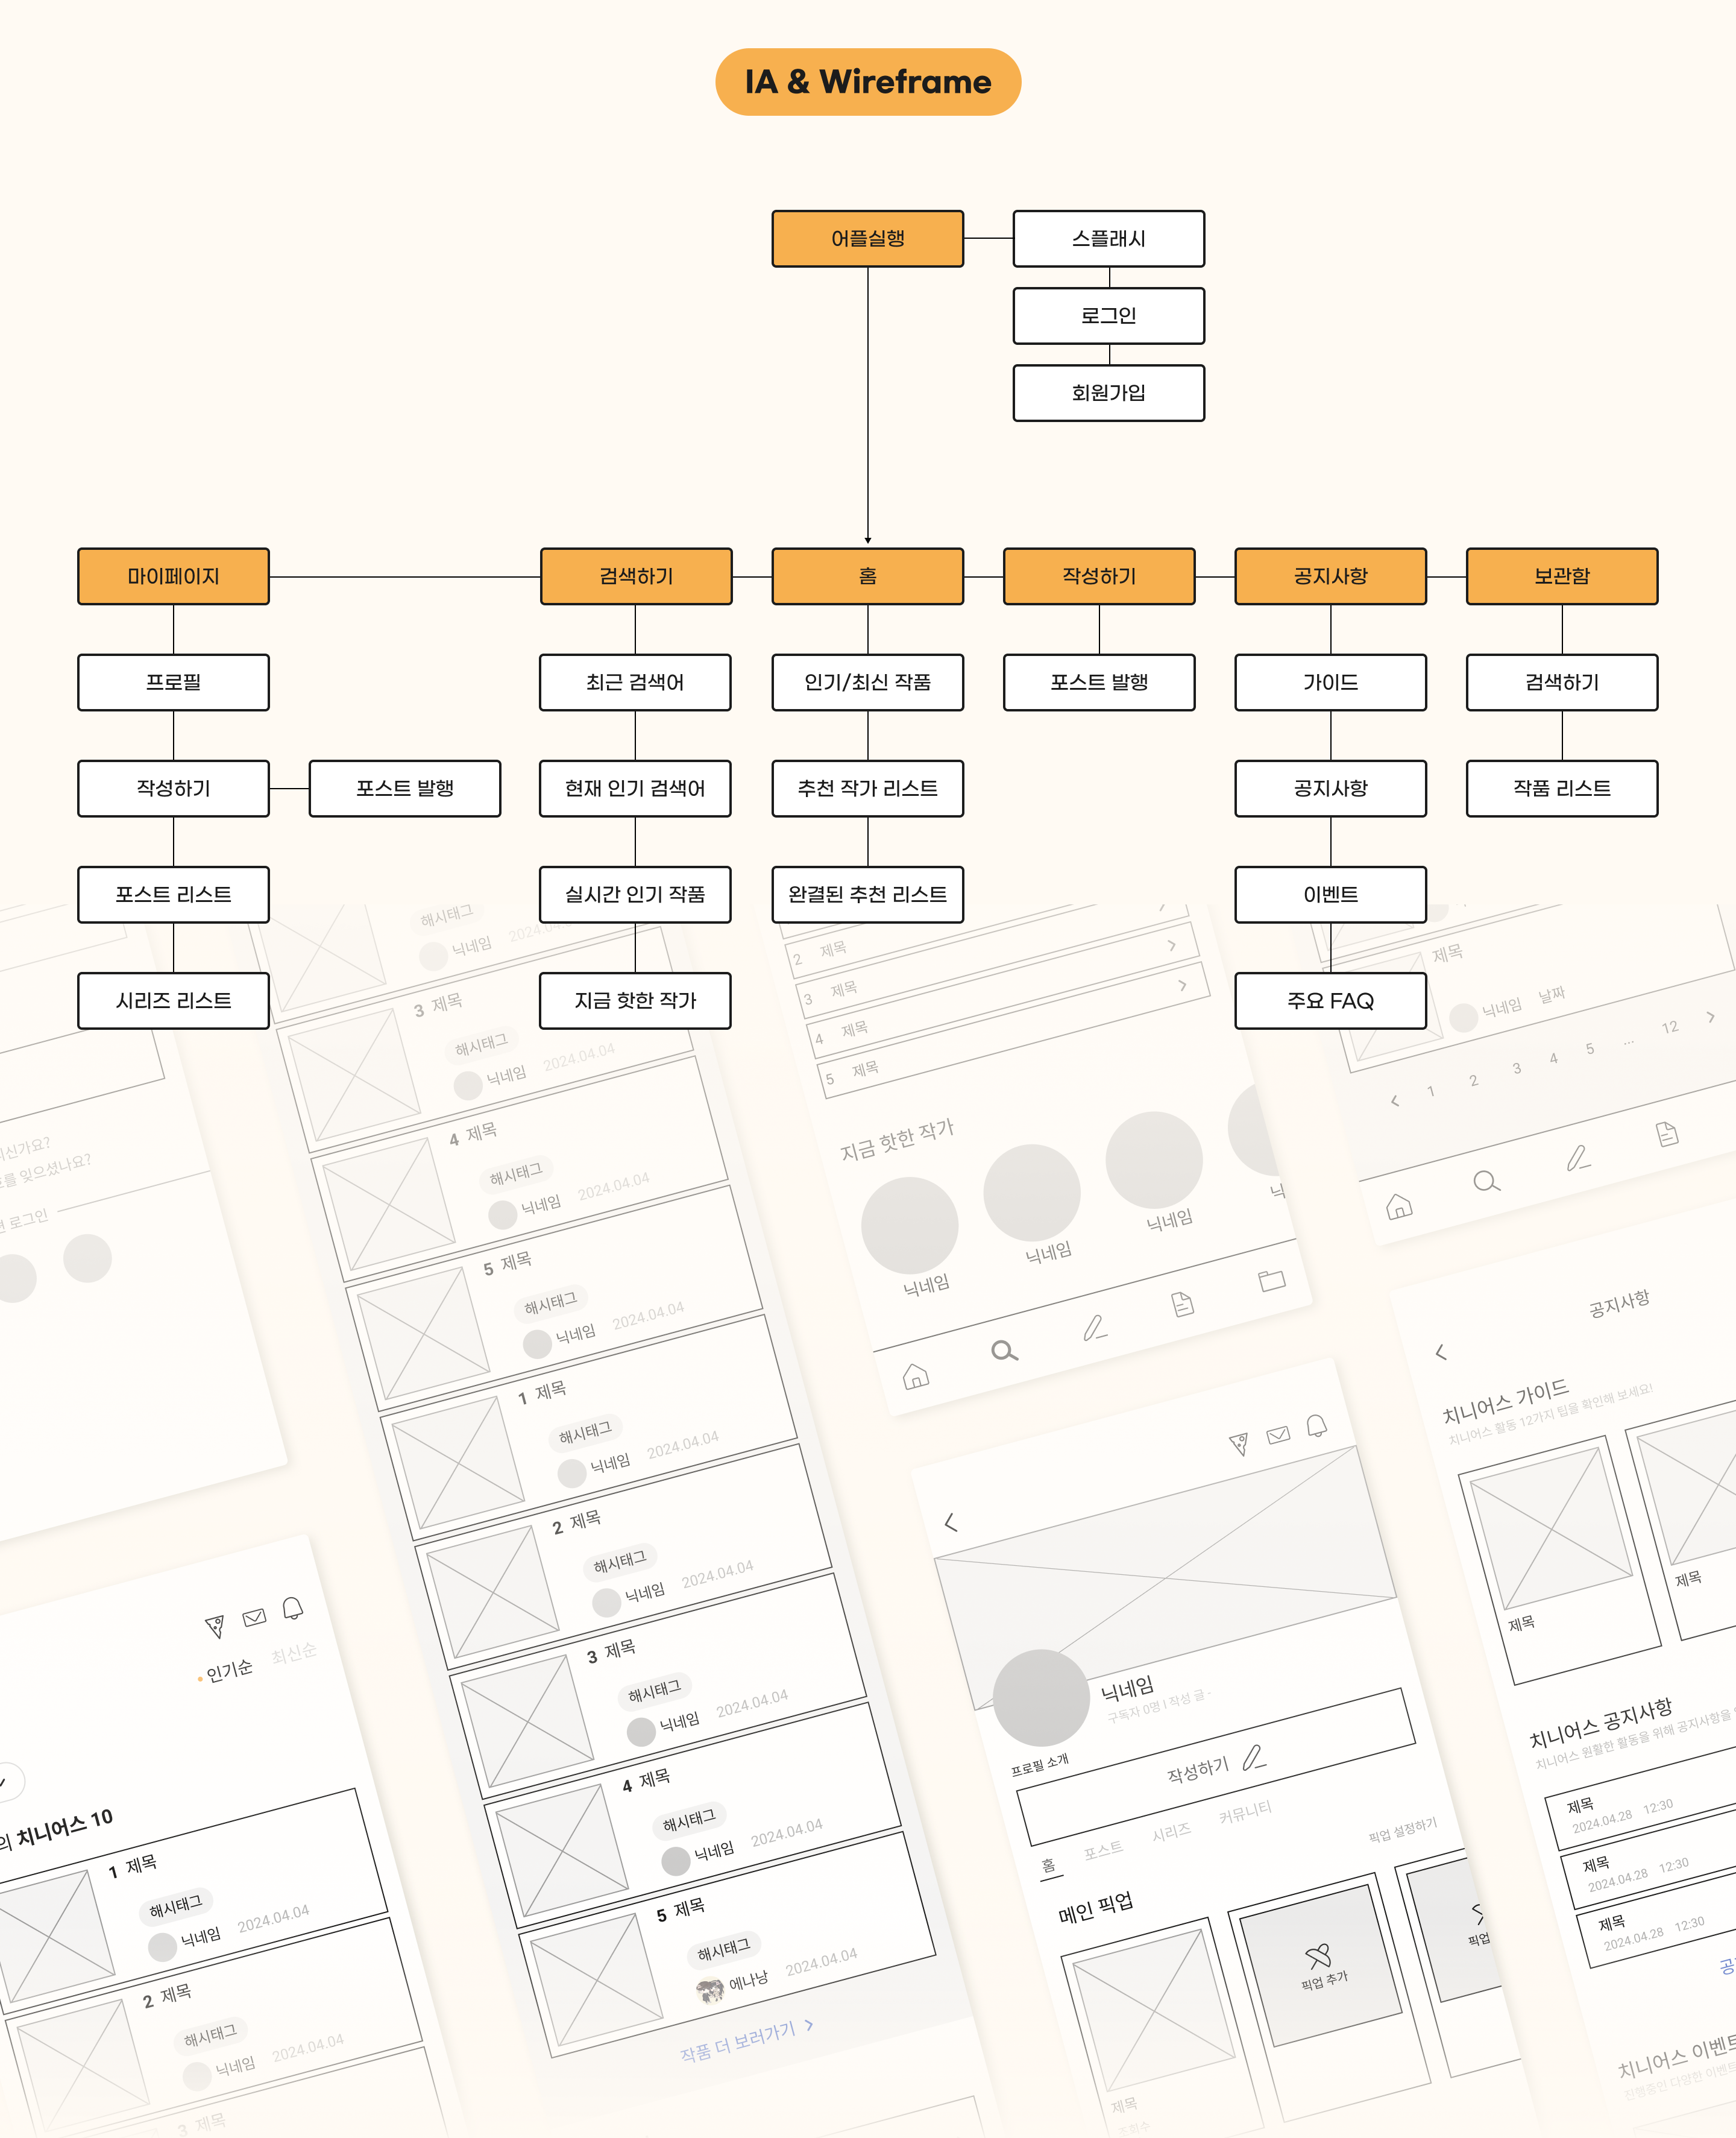 IA & Wireframe
어플실행
스플래시
로그인
회원가입
마이페이지
검색하기
홈
작성하기
공지사항
보관함
프로필
최근 검색어
인기/최신 작품
포스트 발행
가이드
검색하기
작성하기
포스트 발행
현재 인기 검색어
추천 작가 리스트
공지사항
작품 리스트
포스트 리스트
실시간 인기 작품
완결된 추천 리스트
이벤트
시리즈 리스트
지금 핫한 작가
주요 FAQ
를 잊으셨나요?
로그인
인기순
최신순
치니어스 10
1 제목
해시태그
닉네임 2024.04.04
2 제목
해시태그
닉네임 2024.04.04
3 제목
해시태그
닉네임
3 제목
해시태그
닉네임 2024.04.04
4 제목
해시태그
닉네임 2024.04.04
5 제목
해시태그
닉네임 2024.04.04
1 제목
해시태그
닉네임 2024.04.04
2 제목
해시태그
닉네임 2024.04.04
3 제목
해시태그
닉네임 2024.04.04
4 제목
해시태그
닉네임 2024.04.04
5 제목
해시태그
에나낭 2024.04.04
작품 더 보러가기 >
2 제목
3 제목
4 제목
5 제목
지금 핫한 작가
닉네임
닉네임
닉네임
닉네임
구독자 0명 | 작성 글 -
프로필 소개
작성하기
홈 포스트 시리즈 커뮤니티
픽업 설정하기
메인 픽업
픽업 추가
픽업
제목
조회수
제목
닉네임 날짜
< 1 2 3 4 5 ... 12 >
공지사항
치니어스 가이드
치니어스 활동 12가지 팁을 확인해 보세요!
제목
제목
치니어스 공지사항
치니어스 원활한 활동을 위해 공지사항을
제목
2024.04.28 12:30
제목
2024.04.28 12:30
제목
2024.04.28 12:30
치니어스 이벤트
진행중인 다양한 이벤트